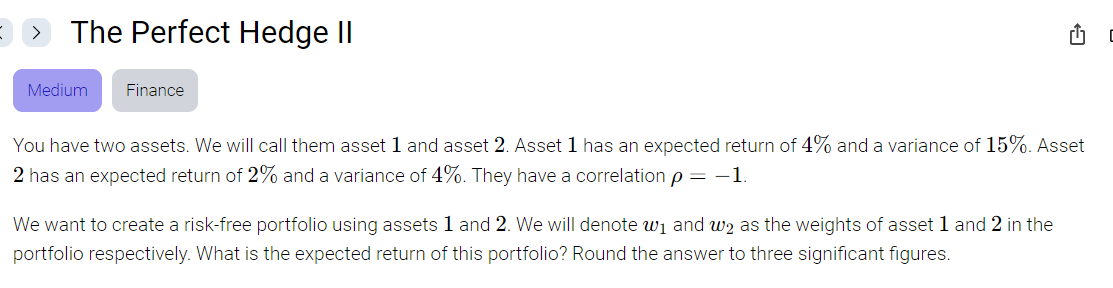 The Perfect Hedge II
Medium Finance
You have two assets. We will call them asset 1 and asset 2. Asset 1 has an expected return of 4% and a variance of 15%. Asset
2 has an expected return of 2% and a variance of 4%. They have a correlation ρ = −1.
We want to create a risk-free portfolio using assets 1 and 2. We will denote w₁ and w₂ as the weights of asset 1 and 2 in the
portfolio respectively. What is the expected return of this portfolio? Round the answer to three significant figures.